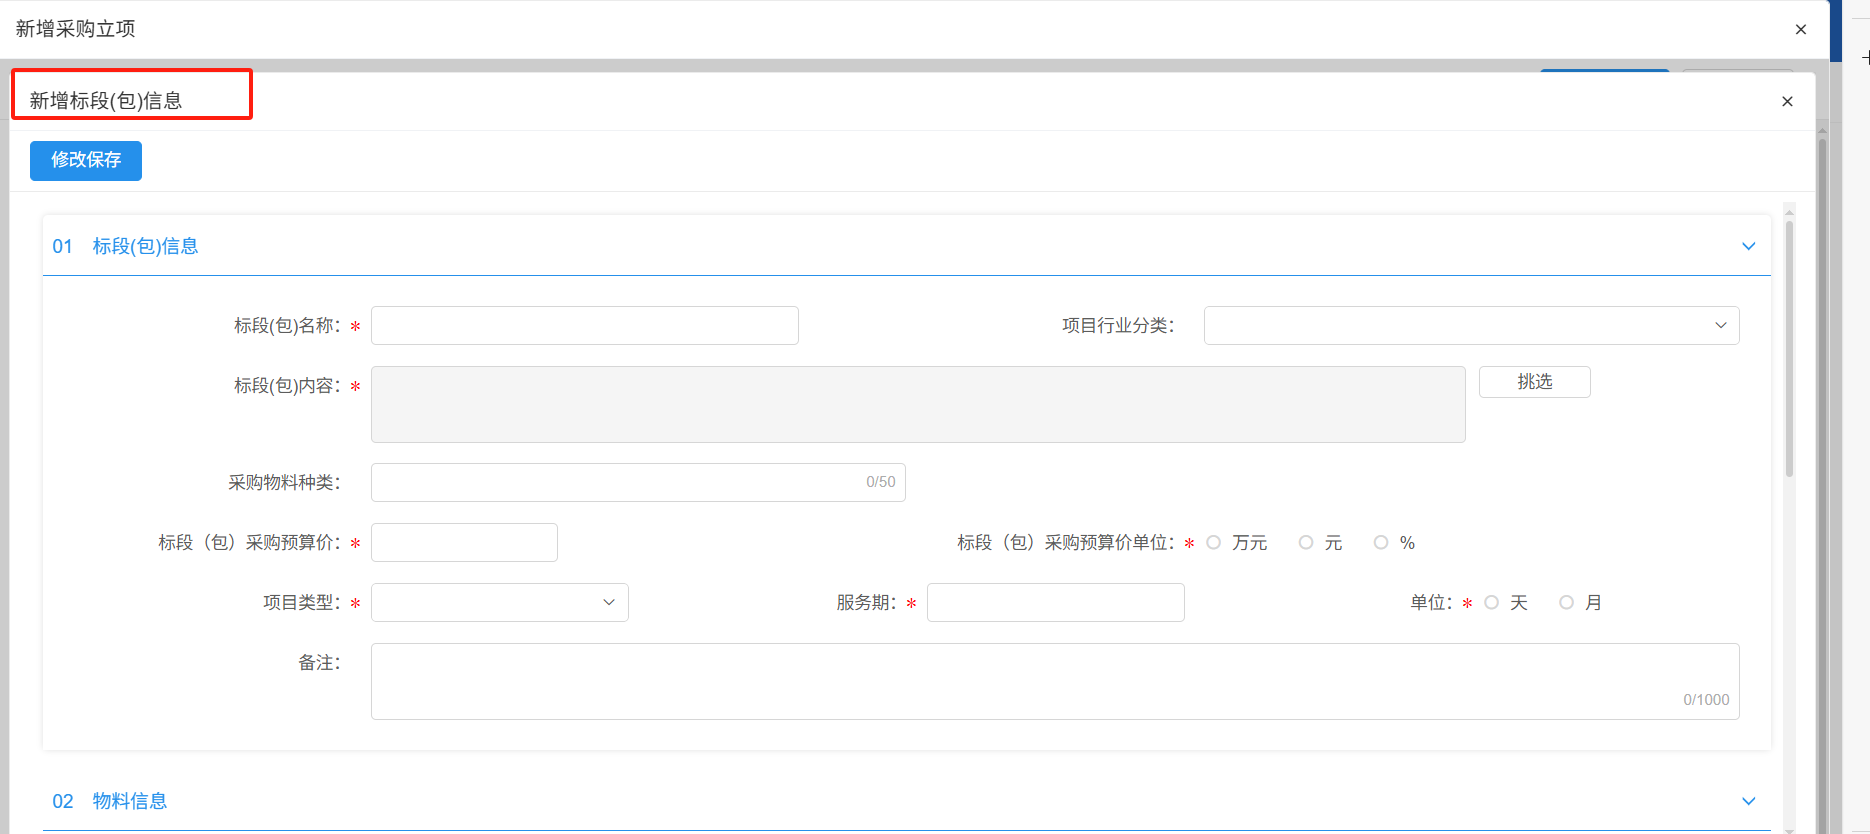 新增采购立项
新增标段(包)信息
修改保存
01 标段(包)信息
标段(包)名称：* 项目行业分类：
标段(包)内容：* 挑选
采购物料种类： 0/50
标段（包）采购预算价：* 标段（包）采购预算价单位：* 万元 元 %
项目类型：* 服务期：* 单位：* 天 月
备注：
0/1000
02 物料信息